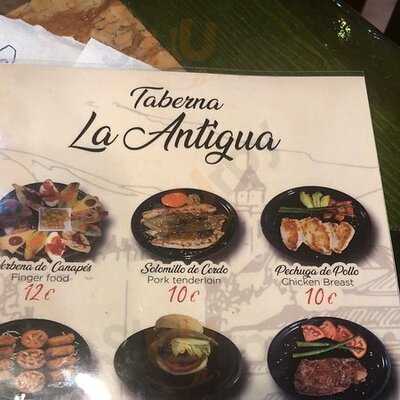 Taberna
La Antigua
Verbena de Canapés
Finger food
12€
Solomillo de Cerdo
Pork tenderloin
10€
Pechuga de Pollo
Chicken Breast
10€